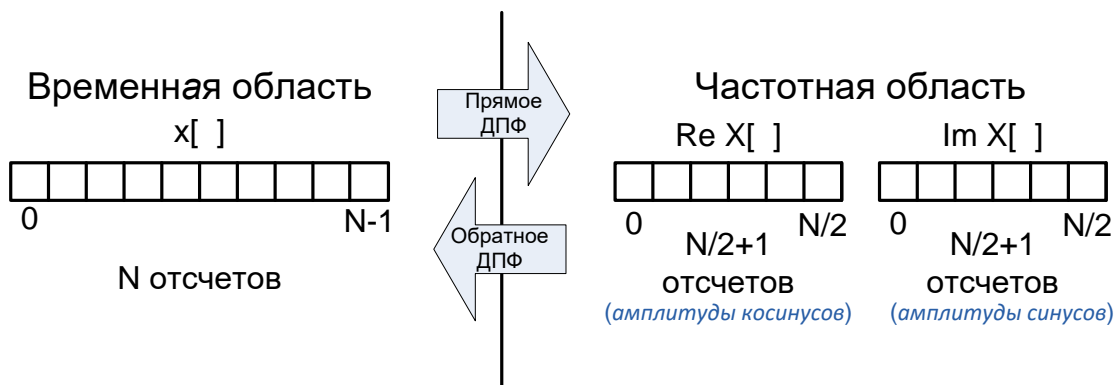 Временная область
x[ ]
0
N-1
N отсчетов
Прямое
ДПФ
Обратное
ДПФ
Частотная область
Re X[ ]
0
N/2
N/2+1
отсчетов
(амплитуды косинусов)
Im X[ ]
0
N/2
N/2+1
отсчетов
(амплитуды синусов)